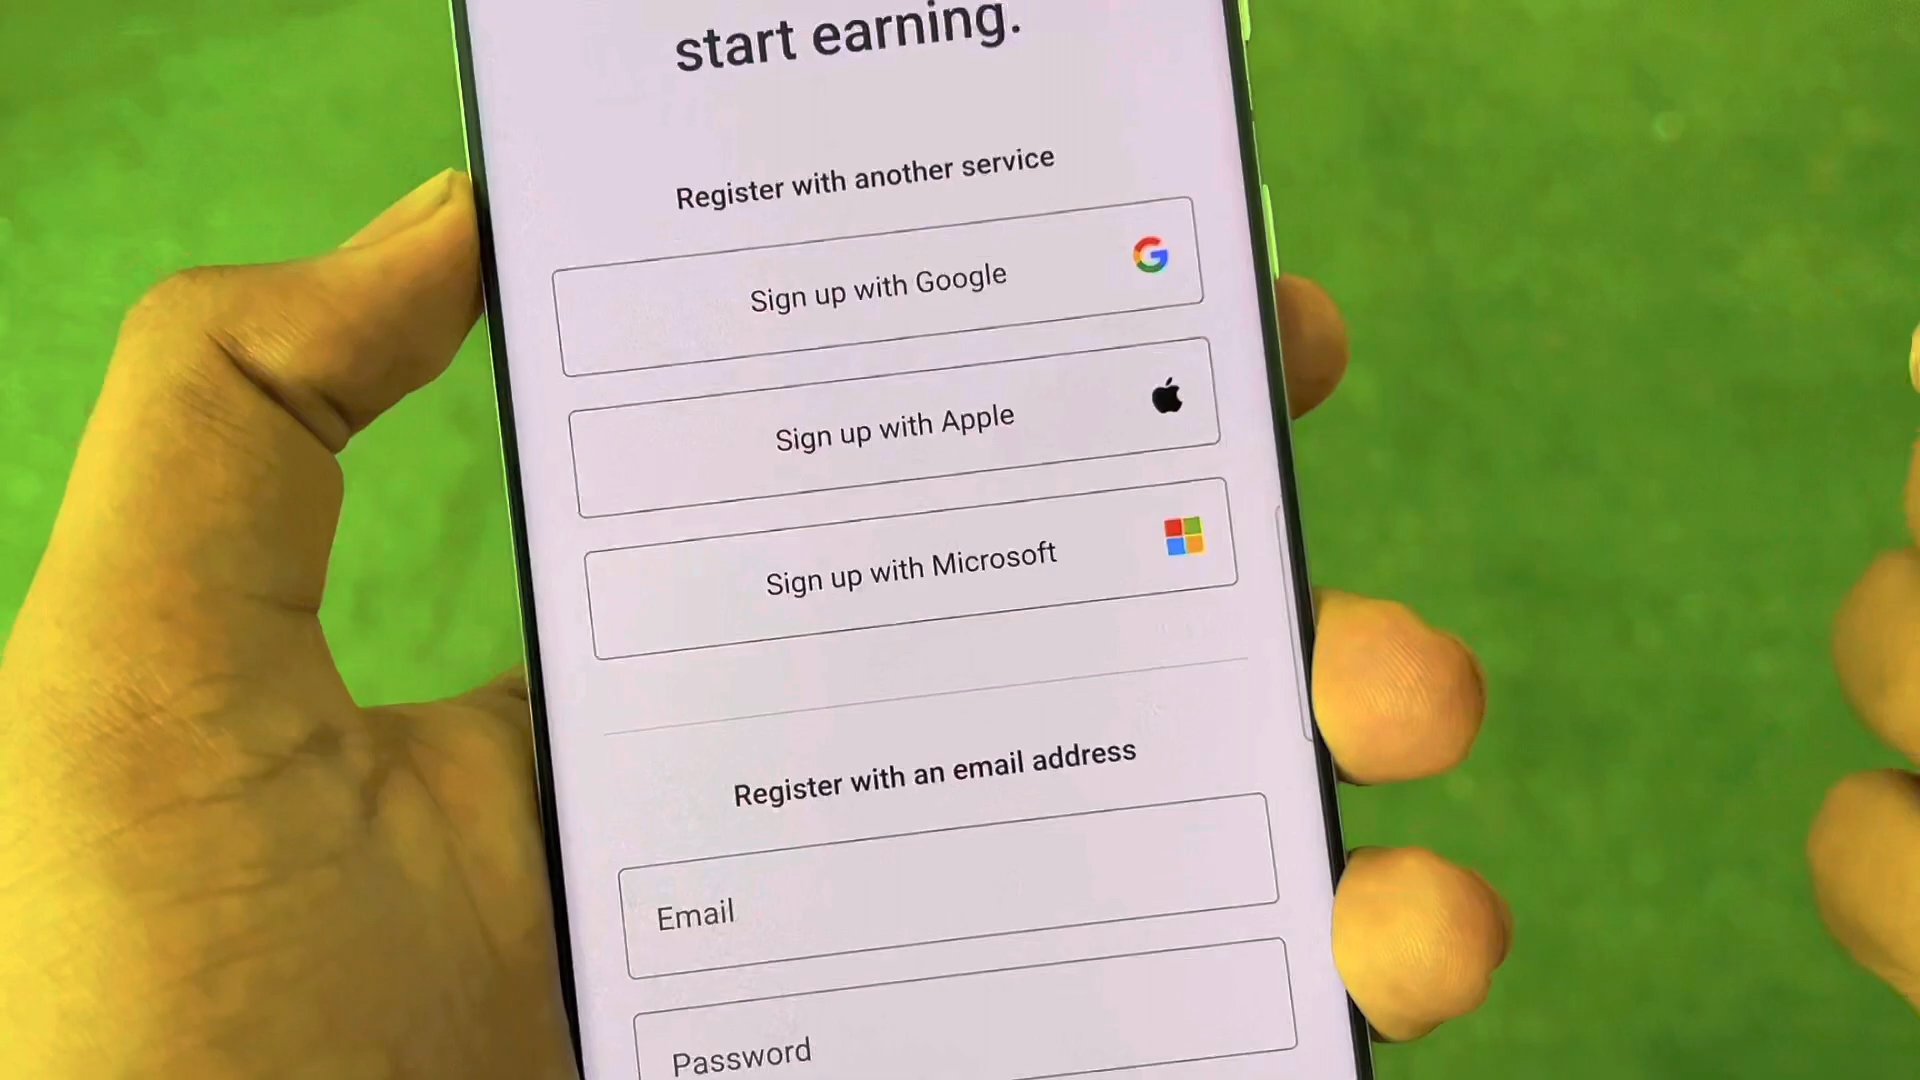 start earning.
Register with another service
Sign up with Google
Sign up with Apple
Sign up with Microsoft
Register with an email address
Email
Password